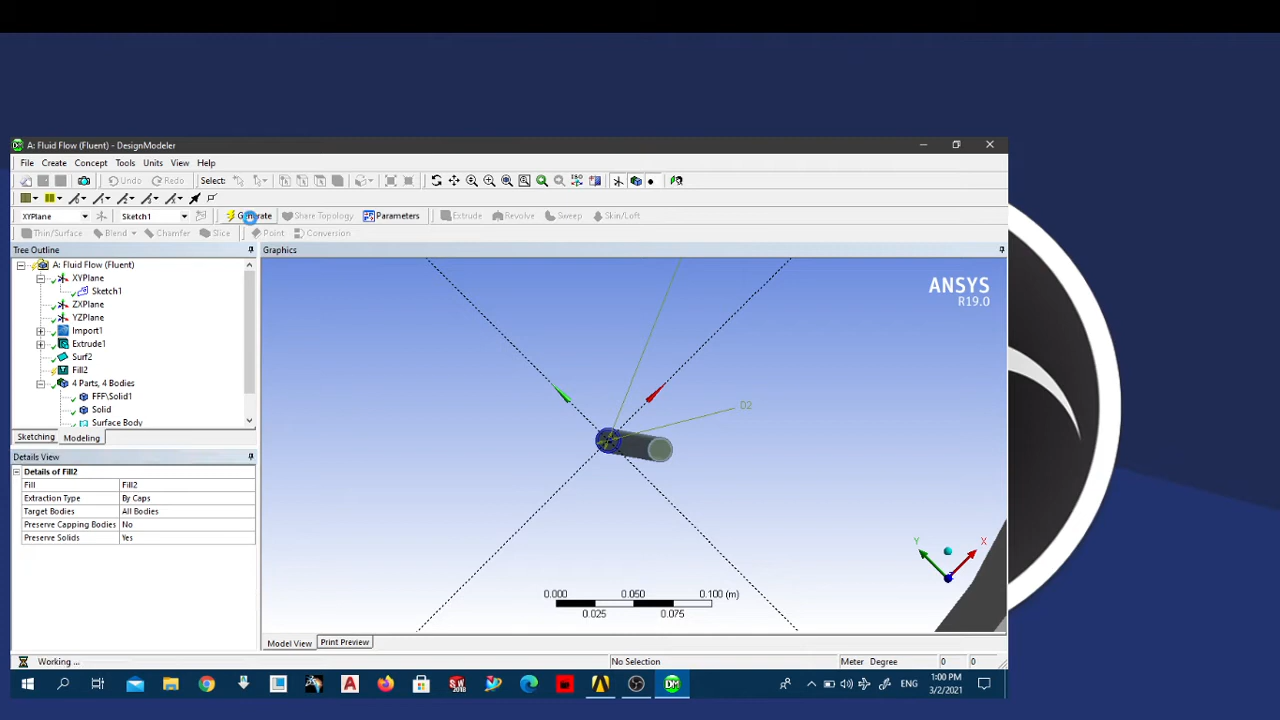 A: Fluid Flow (Fluent) - DesignModeler
File Create Concept Tools Units View Help
Undo Redo Select:
XYPlane Sketch1 Generate Share Topology Parameters Extrude Revolve Sweep Skin/Loft
Thin/Surface Blend Chamfer Slice Point Conversion
Tree Outline
Graphics
A: Fluid Flow (Fluent)
XYPlane
Sketch1
ZXPlane
YZPlane
Import1
Extrude1
Surf2
Fill2
4 Parts, 4 Bodies
FFF\Solid1
Solid
Surface Body
Sketching Modeling
Details View
Details of Fill2
Fill Fill2
Extraction Type By Caps
Target Bodies All Bodies
Preserve Capping Bodies No
Preserve Solids Yes
ANSYS
R19.0
D2
Y X
0.000 0.050 0.100 (m)
0.025 0.075
Model View Print Preview
Working ... No Selection Meter Degree 0 0
ENG 1:00 PM
3/2/2021